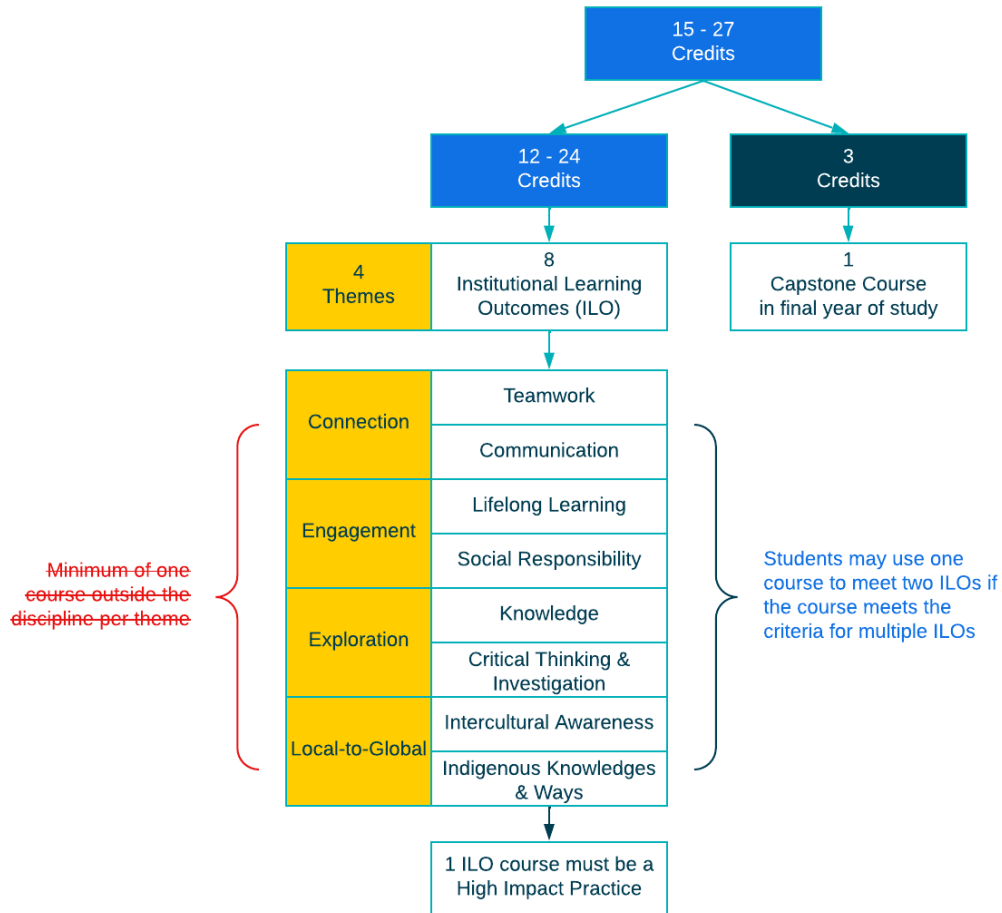 15 - 27
Credits
12 - 24
Credits
3
Credits
4
Themes
8
Institutional Learning
Outcomes (ILO)
1
Capstone Course
in final year of study
Connection
Teamwork
Communication
Engagement
Lifelong Learning
Social Responsibility
Exploration
Knowledge
Critical Thinking &
Investigation
Local-to-Global
Intercultural Awareness
Indigenous Knowledges
& Ways
Minimum of one
course outside the
discipline per theme
Students may use one
course to meet two ILOs if
the course meets the
criteria for multiple ILOs
1 ILO course must be a
High Impact Practice